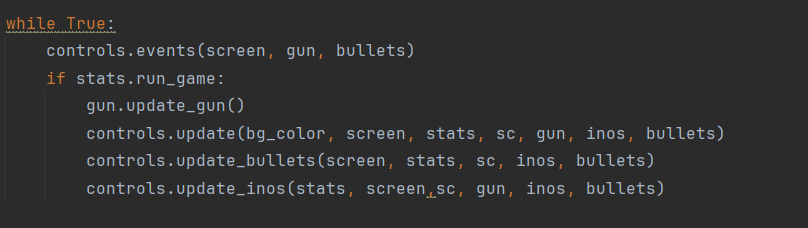 while True:
    controls.events(screen, gun, bullets)
    if stats.run_game:
        gun.update_gun()
        controls.update(bg_color, screen, stats, sc, gun, inos, bullets)
        controls.update_bullets(screen, stats, sc, inos, bullets)
        controls.update_inos(stats, screen,sc, gun, inos, bullets)